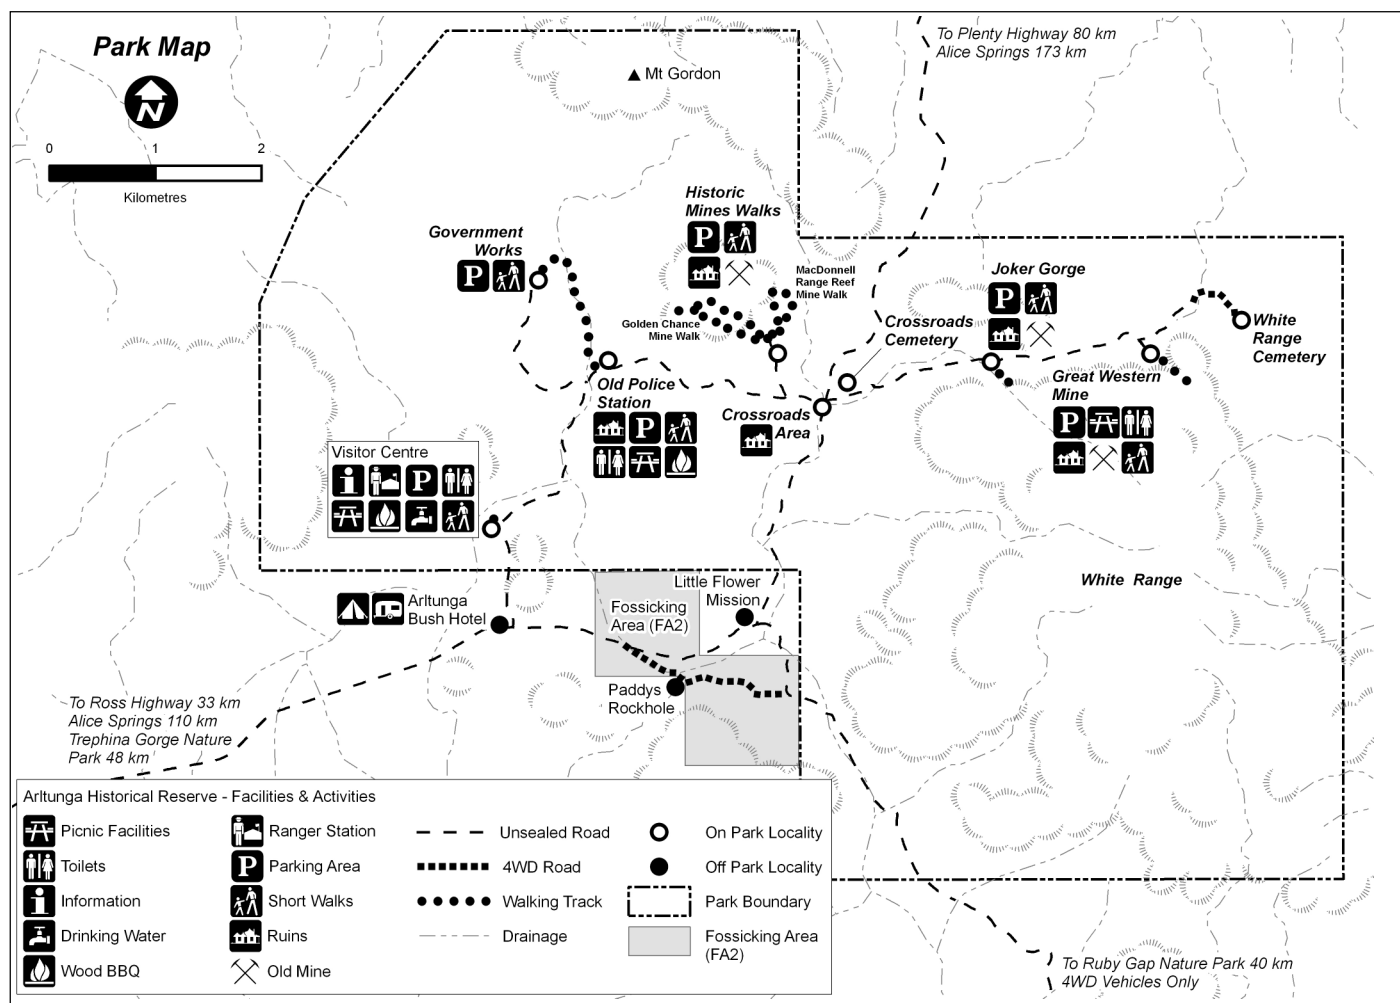 Park Map
N
0 1 2
Kilometres
To Plenty Highway 80 km
Alice Springs 173 km
Mt Gordon
Historic
Mines Walks
P
Government
Works
P
MacDonnell
Range Reef
Mine Walk
Golden Chance
Mine Walk
Joker Gorge
P
Crossroads
Cemetery
White
Range
Cemetery
Old Police
Station
P
Crossroads
Area
Great Western
Mine
P
Visitor Centre
i P
White Range
Little Flower
Mission
Fossicking
Area (FA2)
Arltunga
Bush Hotel
Paddys
Rockhole
To Ross Highway 33 km
Alice Springs 110 km
Trephina Gorge Nature
Park 48 km
Arltunga Historical Reserve - Facilities & Activities
Picnic Facilities
Toilets
i Information
Drinking Water
Wood BBQ
Ranger Station
P Parking Area
Short Walks
Ruins
Old Mine
Unsealed Road
4WD Road
Walking Track
Drainage
On Park Locality
Off Park Locality
Park Boundary
Fossicking Area
(FA2)
To Ruby Gap Nature Park 40 km
4WD Vehicles Only